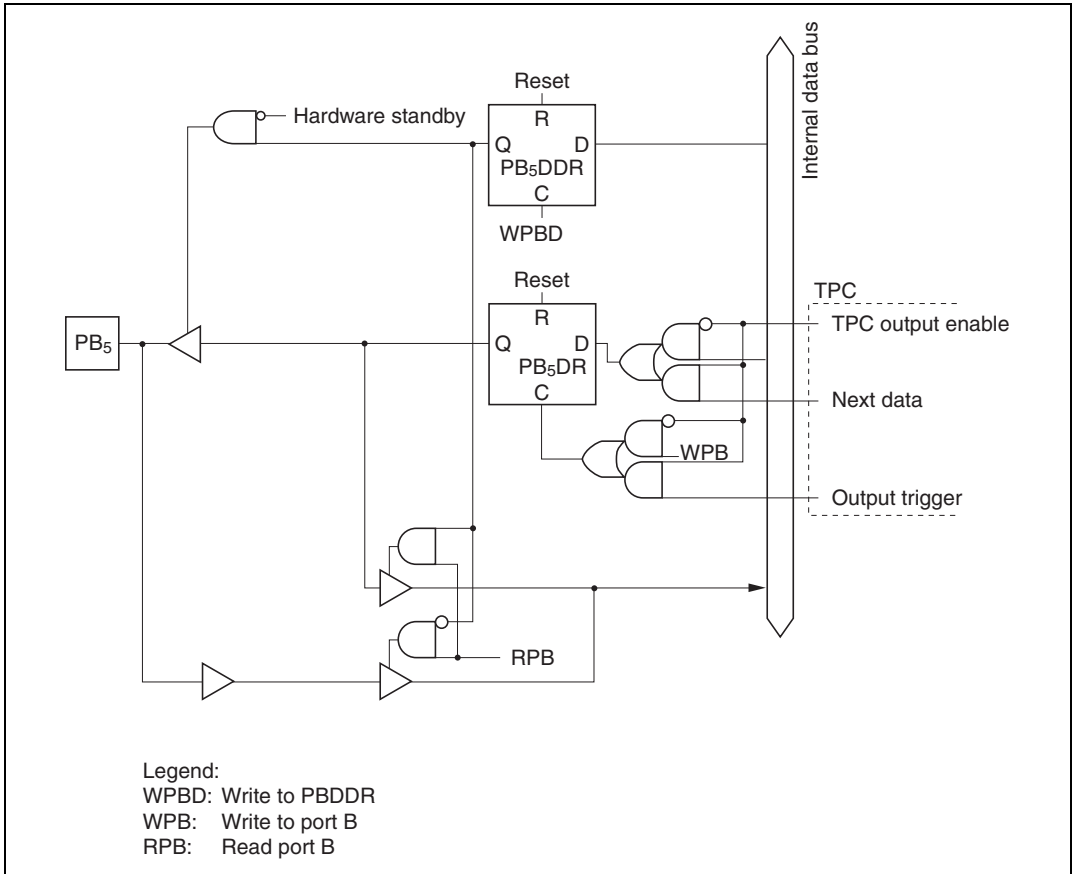 Reset
Hardware standby
R
Q D
PB5DDR
C
WPBD
Internal data bus
Reset
R
Q D
PB5DR
C
PB5
TPC
TPC output enable
Next data
WPB
Output trigger
RPB
Legend:
WPBD: Write to PBDDR
WPB: Write to port B
RPB: Read port B